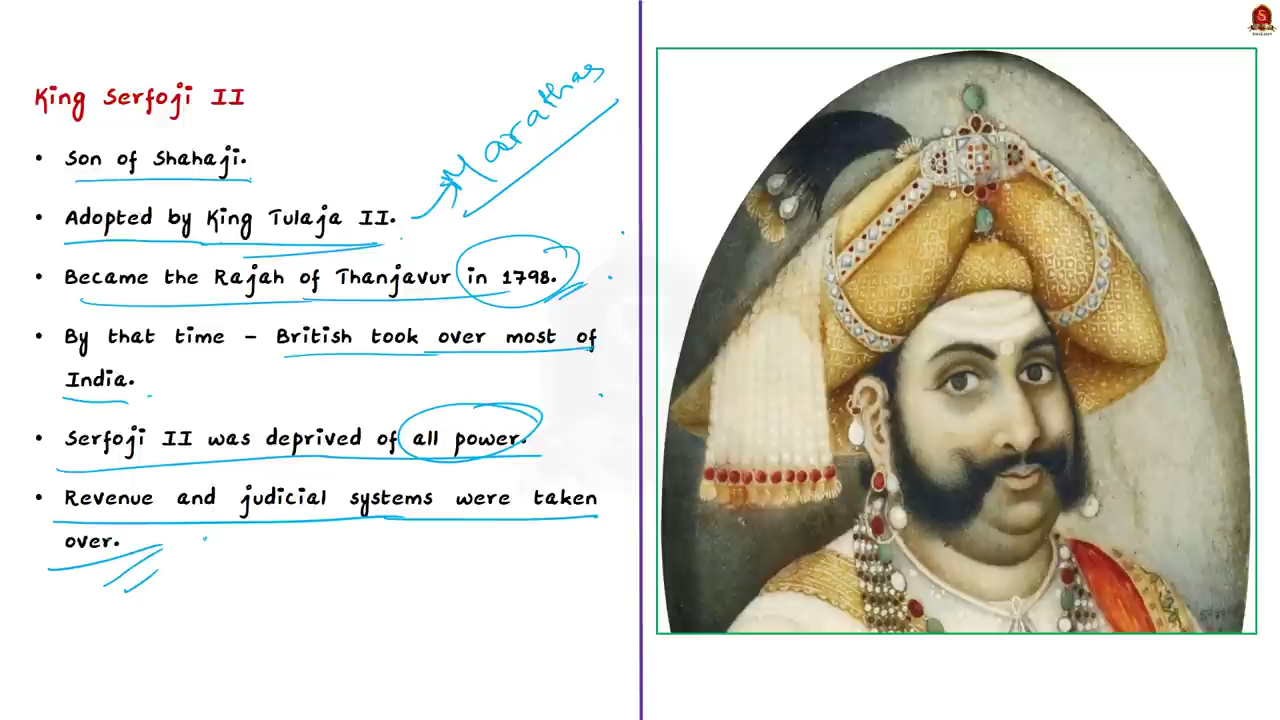 King Serfoji II
• Son of Shahaji.
• Adopted by King Tulaja II.
Marathas
• Became the Rajah of Thanjavur in 1798.
• By that time – British took over most of
India.
• Serfoji II was deprived of all power.
• Revenue and judicial systems were taken
over.